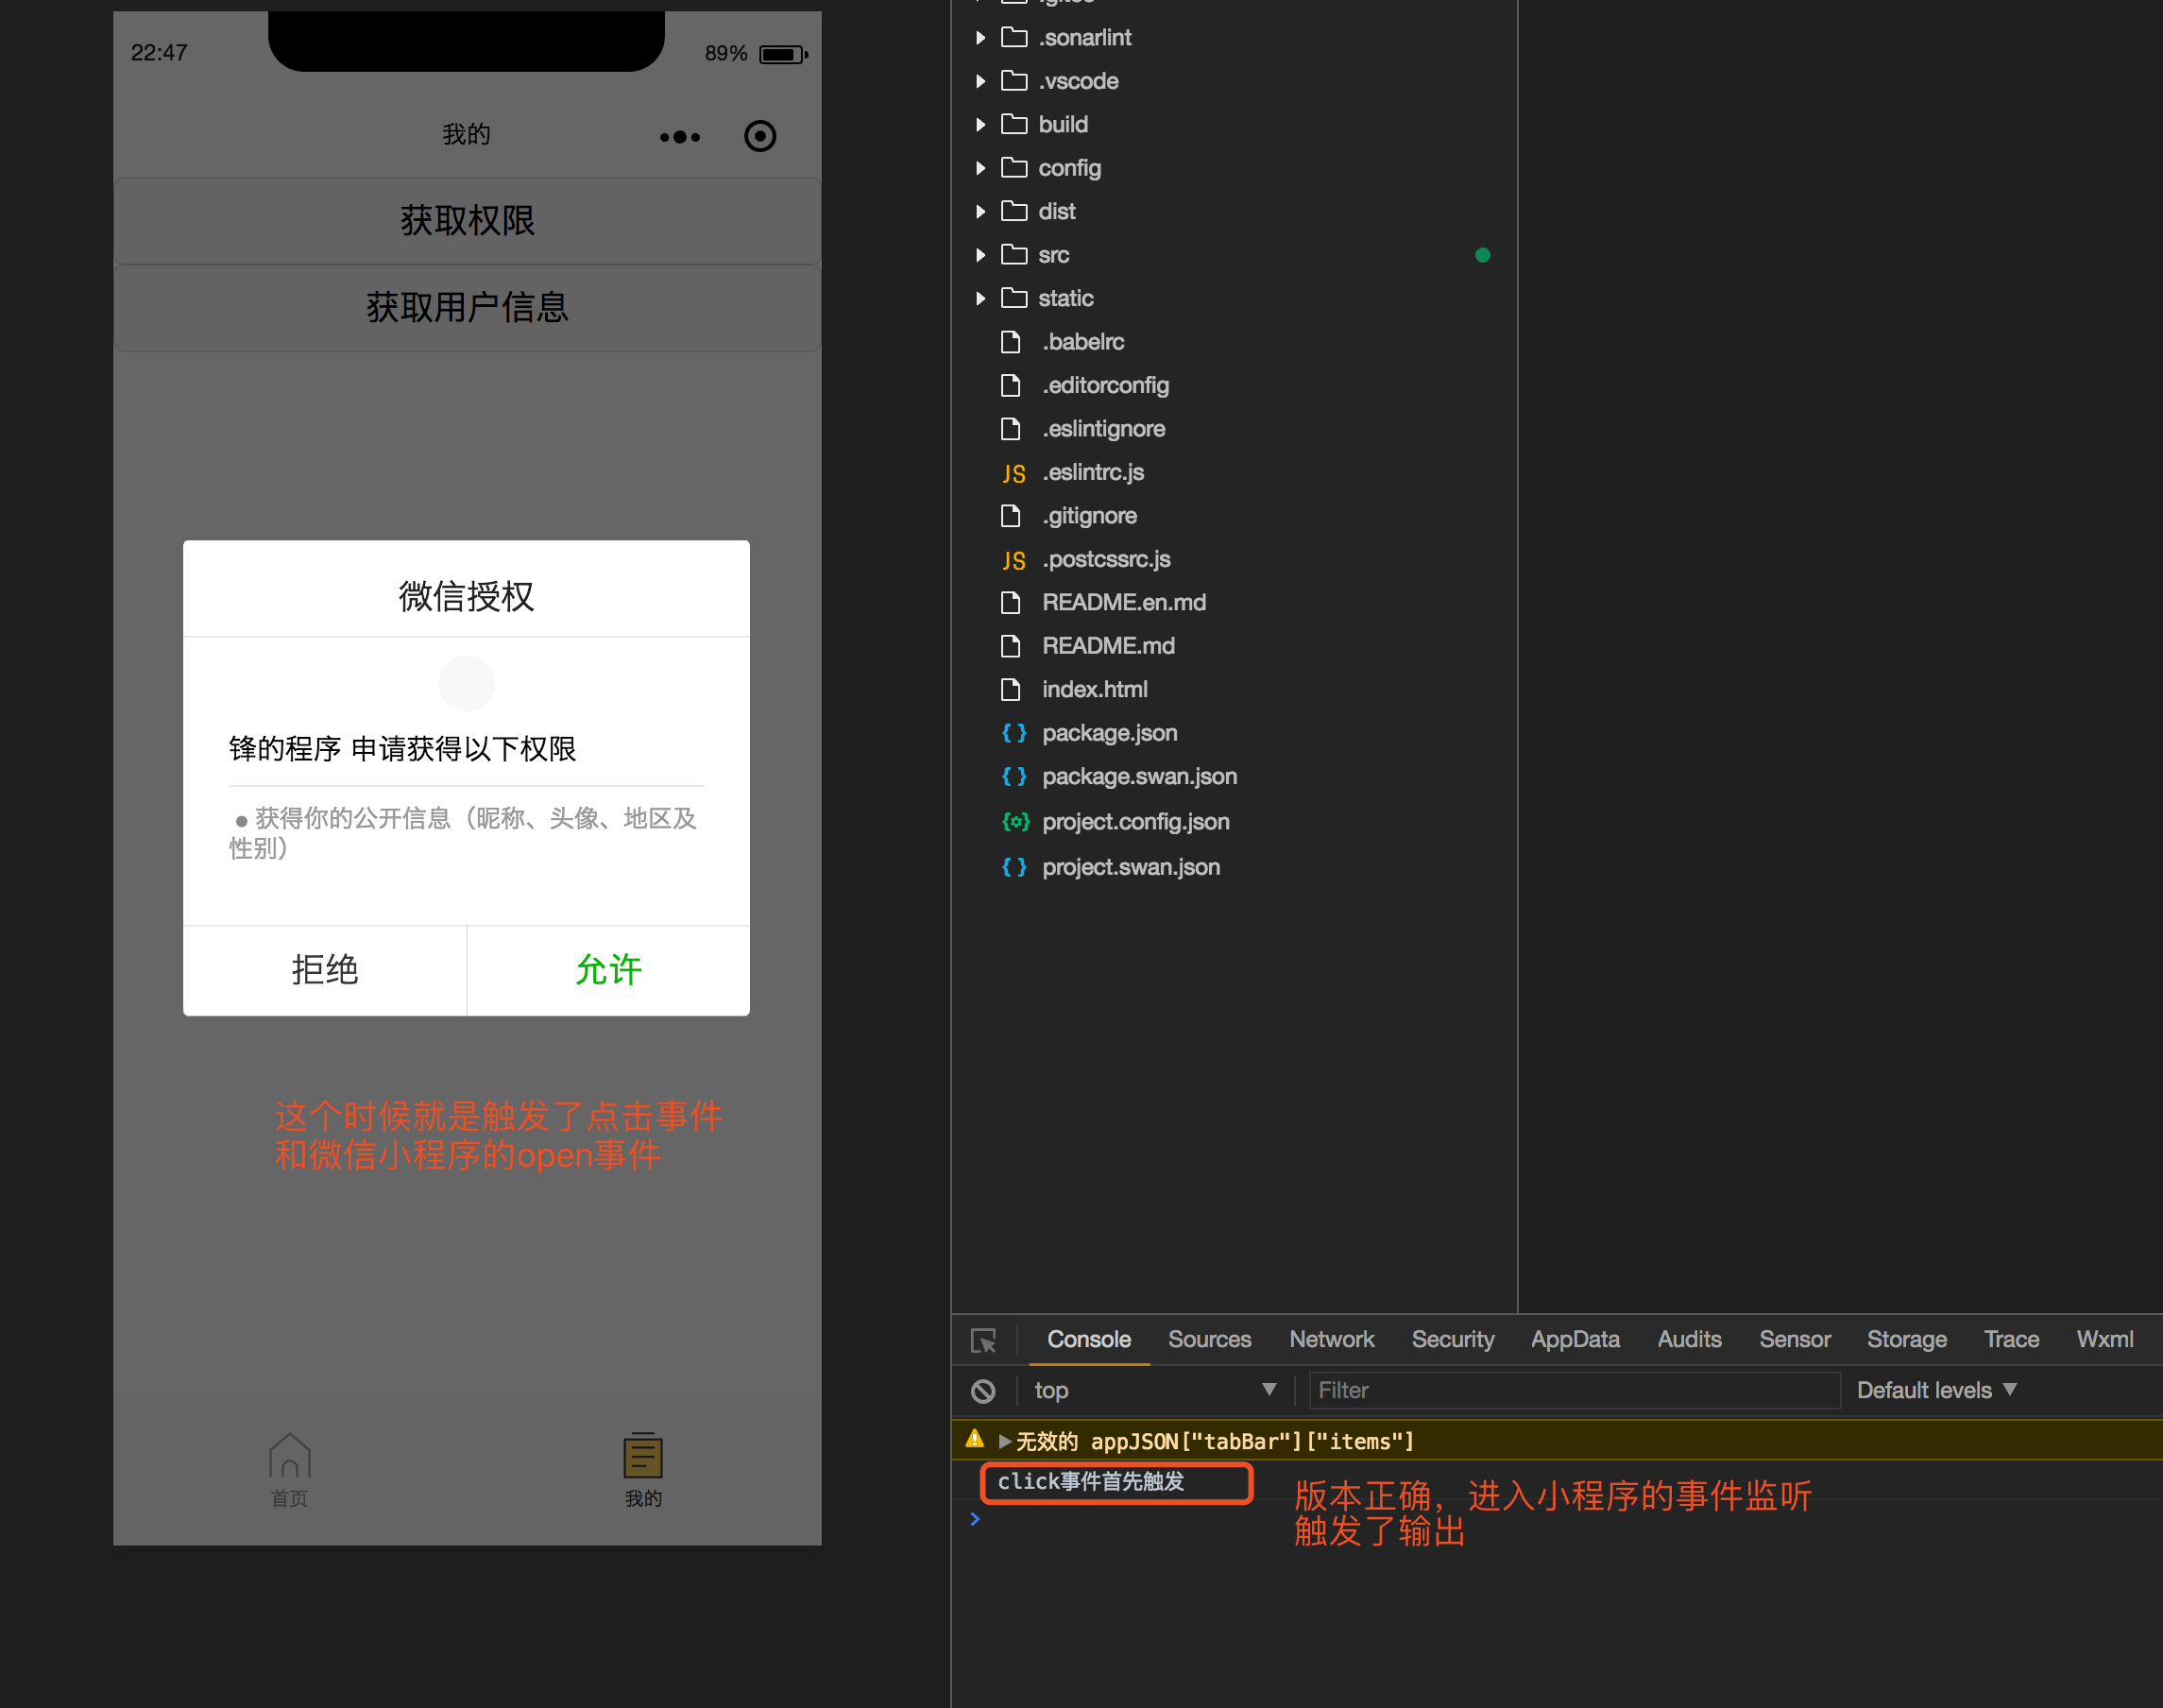 22:47
89%
我的
获取权限
获取用户信息
微信授权
锋的程序 申请获得以下权限
● 获得你的公开信息（昵称、头像、地区及
性别）
拒绝
允许
这个时候就是触发了点击事件
和微信小程序的open事件
首页
我的
.sonarlint
.vscode
build
config
dist
src
static
.babelrc
.editorconfig
.eslintignore
JS .eslintrc.js
.gitignore
JS .postcssrc.js
README.en.md
README.md
index.html
{ } package.json
{ } package.swan.json
project.config.json
{ } project.swan.json
Console Sources Network Security AppData Audits Sensor Storage Trace Wxml
top Filter Default levels
无效的 appJSON["tabBar"]["items"]
click事件首先触发
版本正确，进入小程序的事件监听
触发了输出